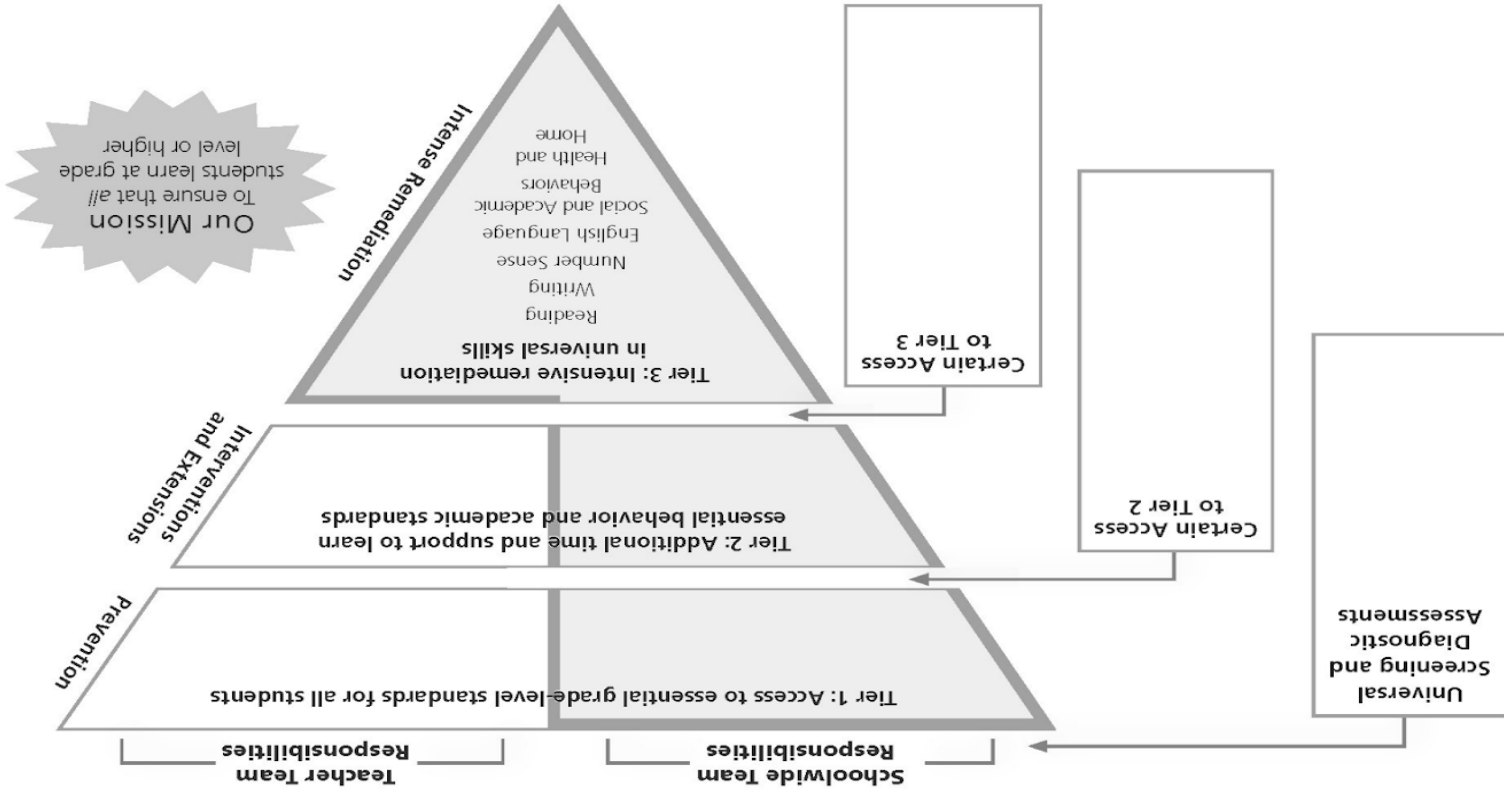 Schoolwide Team
Responsibilities
Teacher Team
Responsibilities
Universal
Screening and
Diagnostic
Assessments
Tier 1: Access to essential grade-level standards for all students
Prevention
Certain Access
to Tier 2
Tier 2: Additional time and support to learn
essential behavior and academic standards
Interventions
and Extensions
Certain Access
to Tier 3
Tier 3: Intensive remediation
in universal skills
Reading
Writing
Number Sense
English Language
Social and Academic
Behaviors
Health and
Home
Intense Remediation
Our Mission
To ensure that all
students learn at grade
level or higher